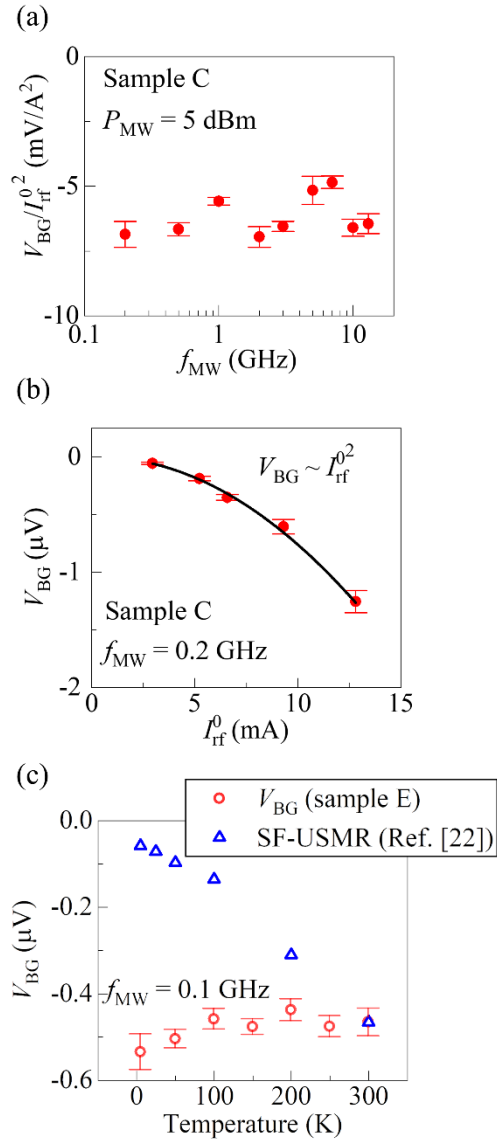 (a)
0
-5
-10
V_BG/I_rf^0^2 (mV/A^2)
Sample C
P_MW = 5 dBm
0.1
1
10
f_MW (GHz)
(b)
0
-1
-2
V_BG (μV)
V_BG ~ I_rf^0^2
Sample C
f_MW = 0.2 GHz
0
5
10
15
I_rf^0 (mA)
(c)
V_BG (sample E)
SF-USMR (Ref. [22])
0.0
-0.2
-0.4
-0.6
V_BG (μV)
f_MW = 0.1 GHz
0
100
200
300
Temperature (K)